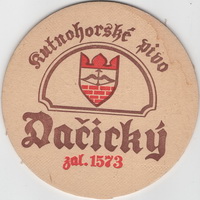 Kutnohorské pivo
Dačický
zal. 1573